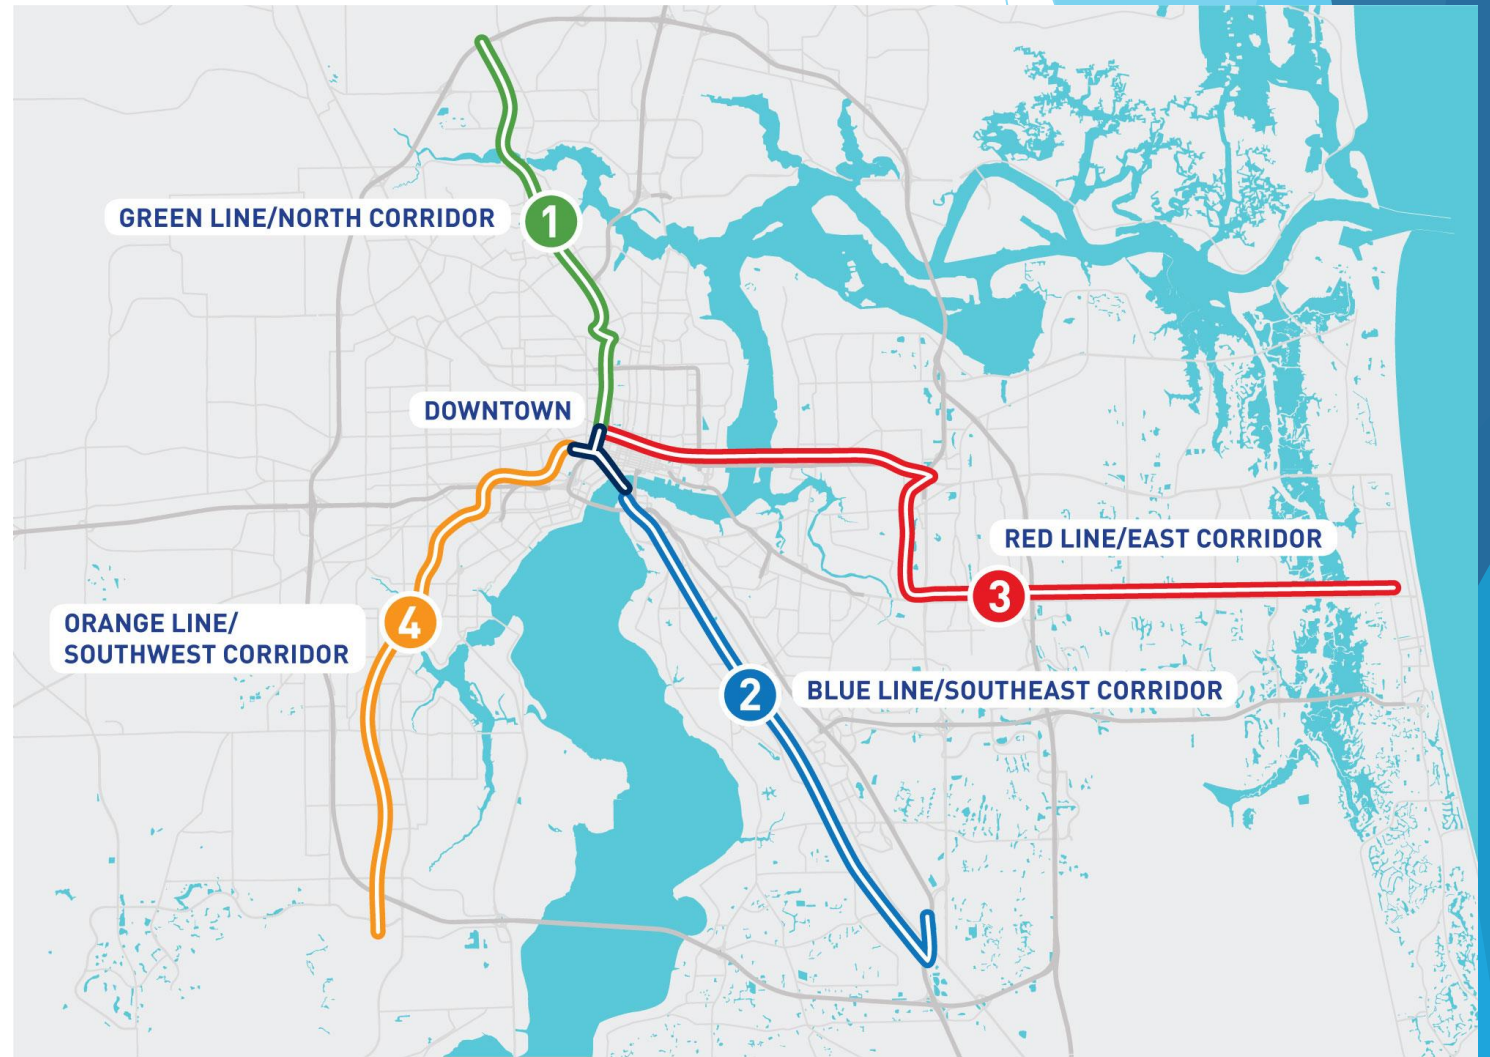 GREEN LINE/NORTH CORRIDOR
1
DOWNTOWN
RED LINE/EAST CORRIDOR
3
ORANGE LINE/
SOUTHWEST CORRIDOR
4
2
BLUE LINE/SOUTHEAST CORRIDOR